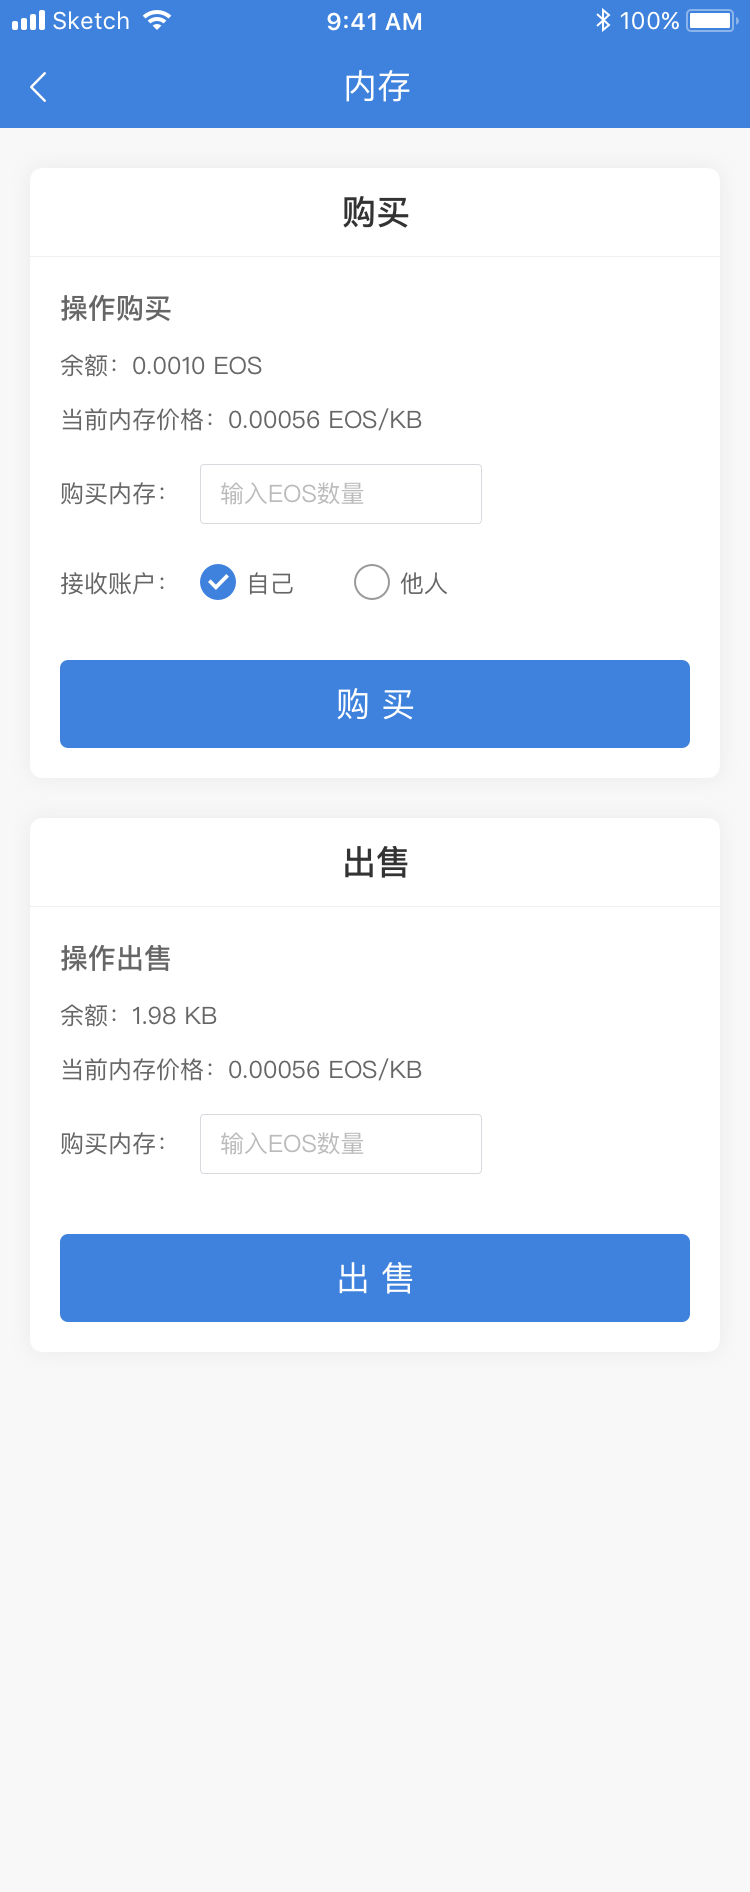 Sketch 9:41 AM 100%
内存
购买
操作购买
余额：0.0010 EOS
当前内存价格：0.00056 EOS/KB
购买内存： 输入EOS数量
接收账户： 自己 他人
购 买
出售
操作出售
余额：1.98 KB
当前内存价格：0.00056 EOS/KB
购买内存： 输入EOS数量
出 售